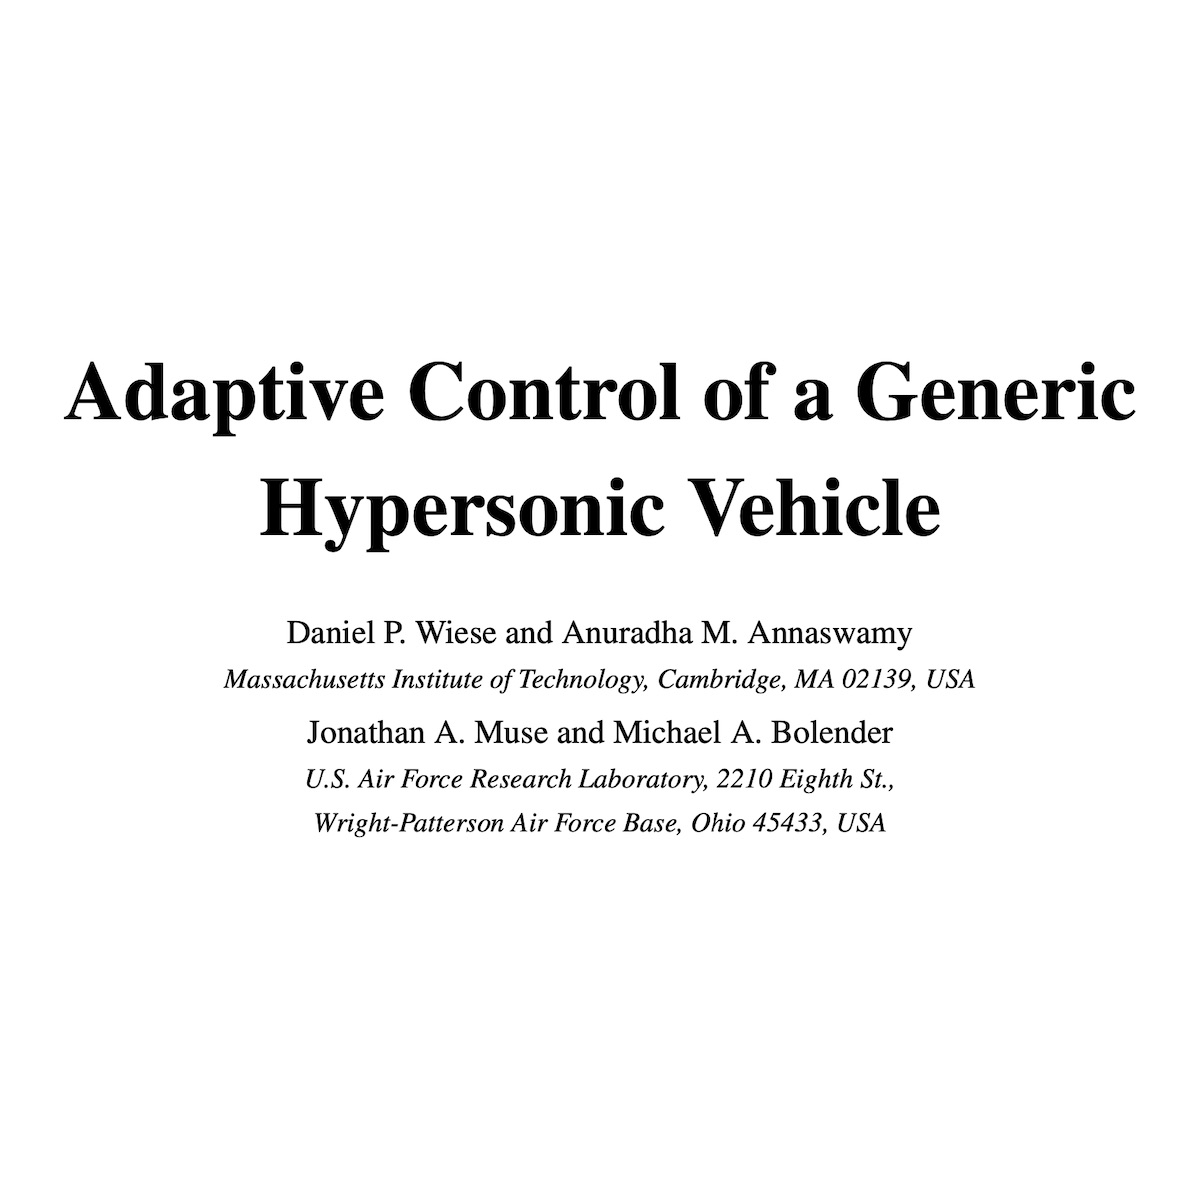 Adaptive Control of a Generic
Hypersonic Vehicle
Daniel P. Wiese and Anuradha M. Annaswamy
Massachusetts Institute of Technology, Cambridge, MA 02139, USA
Jonathan A. Muse and Michael A. Bolender
U.S. Air Force Research Laboratory, 2210 Eighth St.,
Wright-Patterson Air Force Base, Ohio 45433, USA